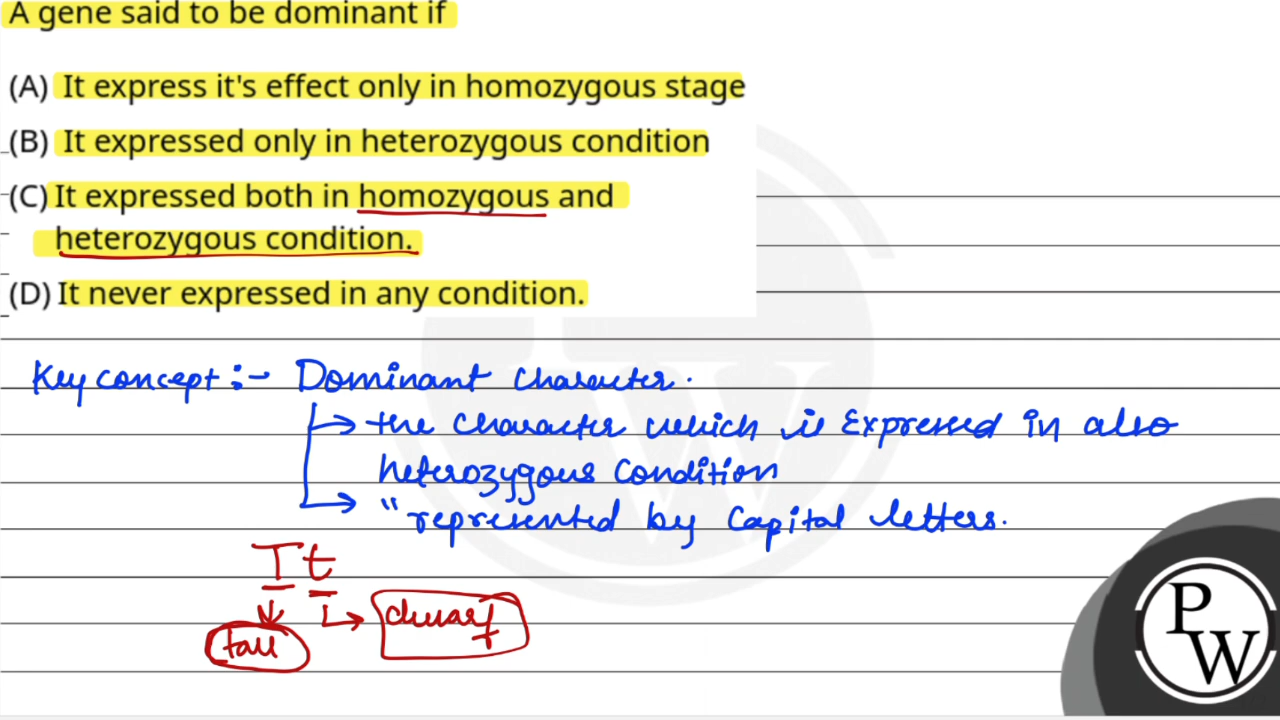 A gene said to be dominant if
(A) It express it's effect only in homozygous stage
(B) It expressed only in heterozygous condition
(C) It expressed both in homozygous and
heterozygous condition.
(D) It never expressed in any condition.
Key concept :- Dominant character.
→ the character which is Expressed in also
heterozygous condition
→ " represented by capital letters.
T t
tall → dwarf
P
W